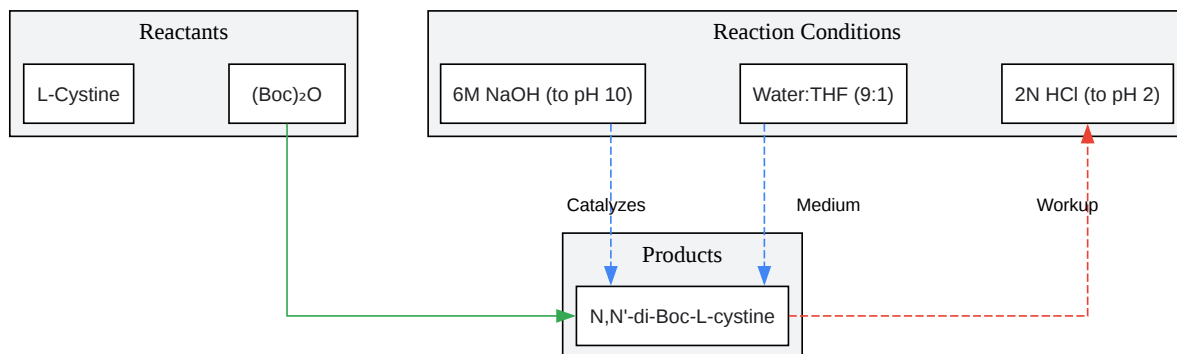 Reactants
Reaction Conditions
L-Cystine
(Boc)₂O
6M NaOH (to pH 10)
Water:THF (9:1)
2N HCl (to pH 2)
Catalyzes
Medium
Workup
Products
N,N'-di-Boc-L-cystine